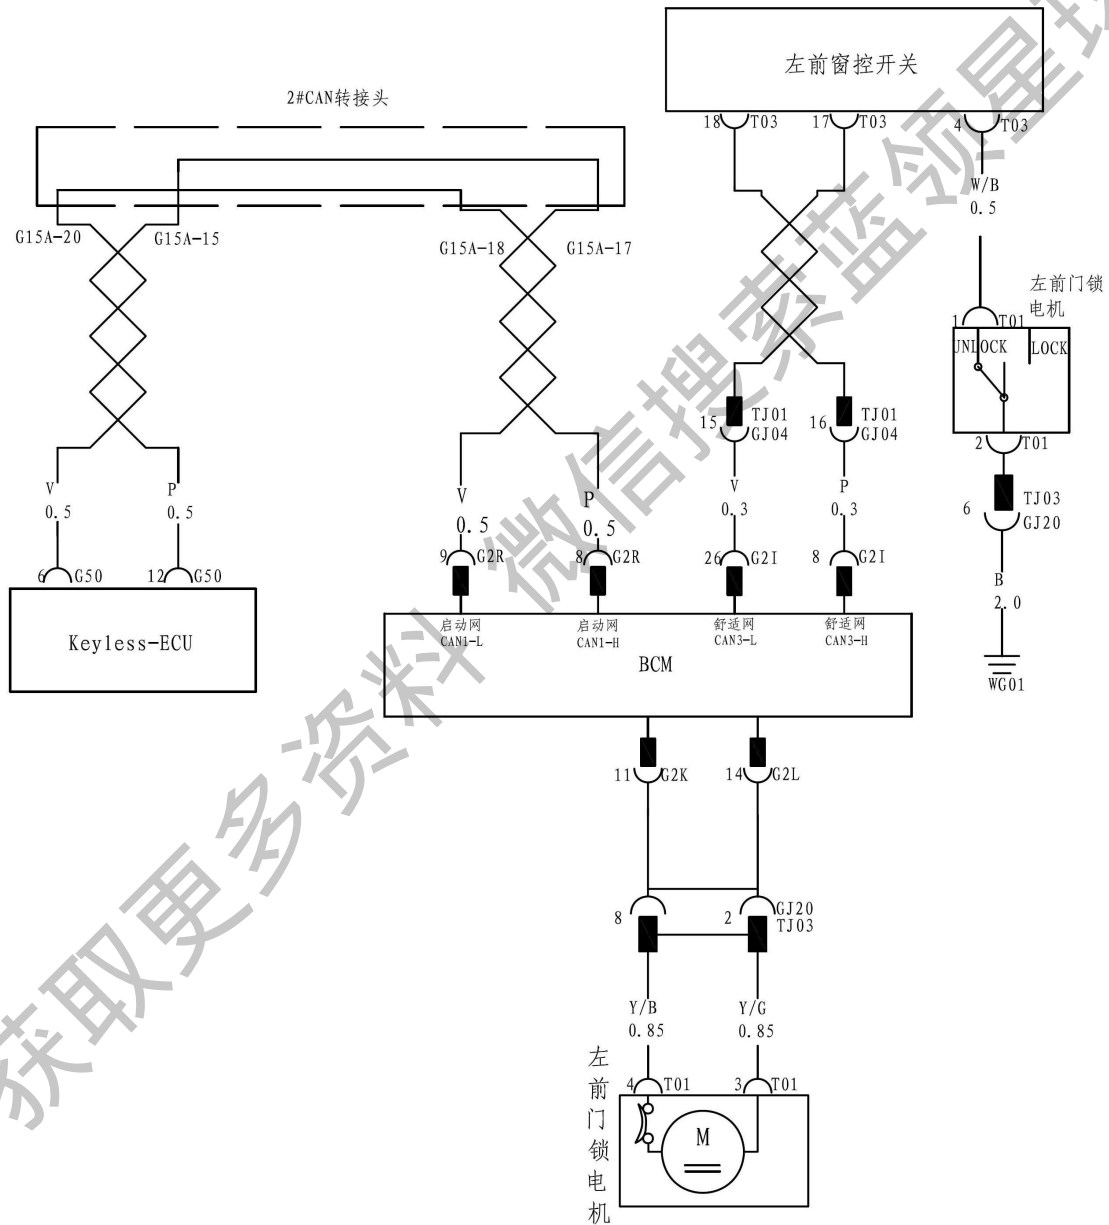 左前窗控开关
18 T03
17 T03
4 T03
2#CAN转接头
W/B
0.5
G15A-20
G15A-15
G15A-18
G15A-17
左前门锁
电机
1 T01
UNLOCK
LOCK
2 T01
15 TJ01
GJ04
16 TJ01
GJ04
6 TJ03
GJ20
V
0.5
P
0.5
V
0.5
P
0.5
V
0.3
P
0.3
9 G2R
8 G2R
26 G2I
8 G2I
6 G50
12 G50
B
2.0
WG01
Keyless-ECU
启动网
CAN1-L
启动网
CAN1-H
舒适网
CAN3-L
舒适网
CAN3-H
BCM
11 G2K
14 G2L
8
2 GJ20
TJ03
Y/B
0.85
Y/G
0.85
4 T01
3 T01
左前门锁电机
M
获取更多资料 微信搜索蓝领星球